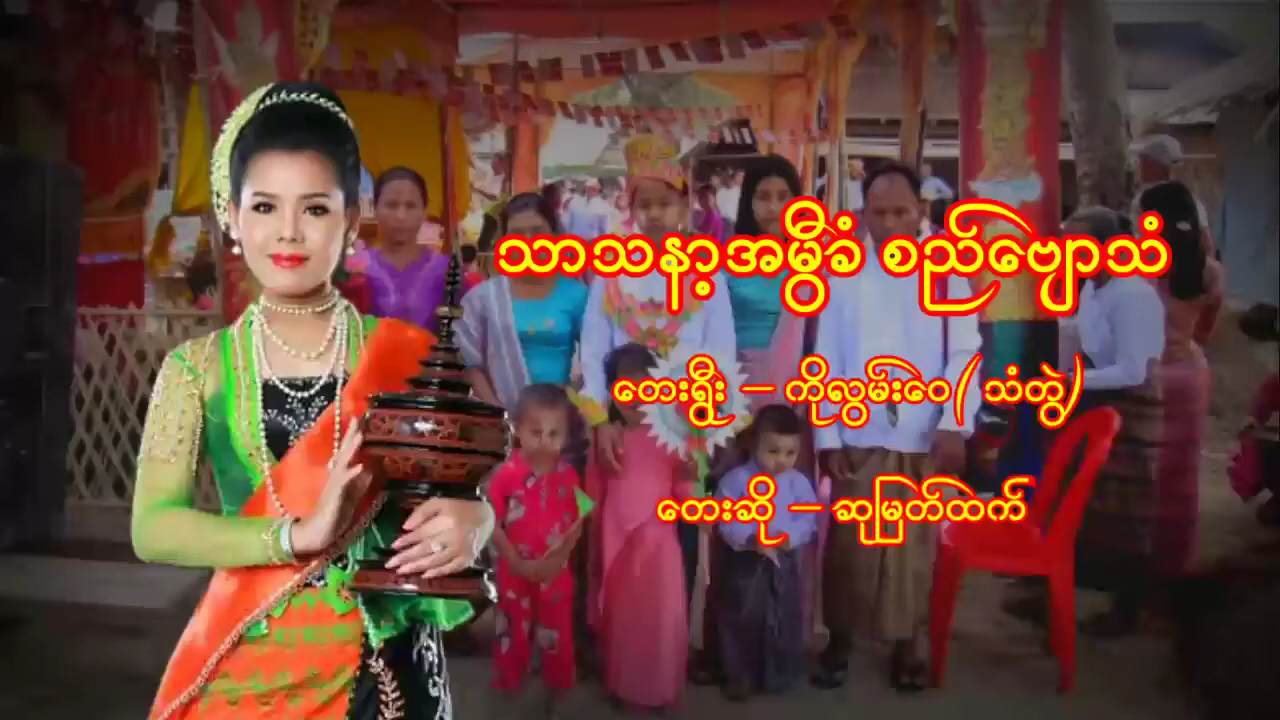 သာသနာ့အမွီခံ စည်ဗျောသံ
တေးရွီး – ကိုလွမ်းဝေ( သံတွဲ)
တေးဆို – ဆုမြတ်ထက်